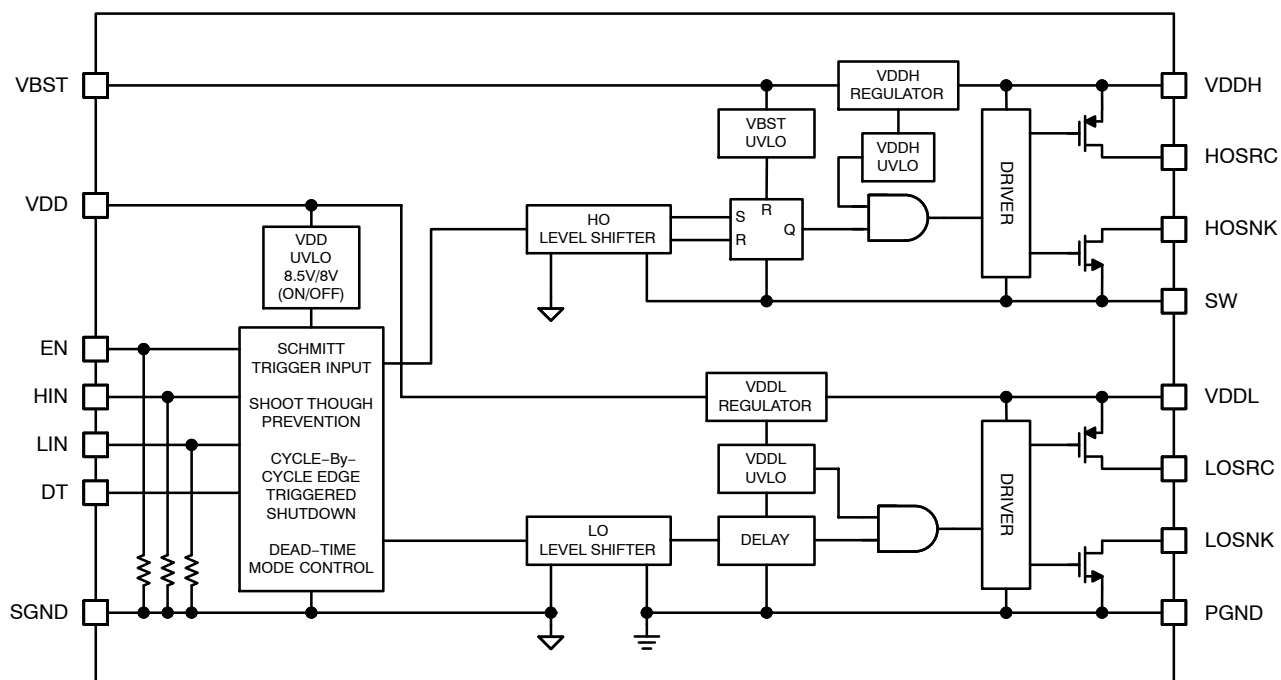 VBST
VDD
EN
HIN
LIN
DT
SGND
VDD
UVLO
8.5V/8V
(ON/OFF)
SCHMITT
TRIGGER INPUT
SHOOT THOUGH
PREVENTION
CYCLE−By−
CYCLE EDGE
TRIGGERED
SHUTDOWN
DEAD−TIME
MODE CONTROL
HO
LEVEL SHIFTER
VBST
UVLO
S
R
R
Q
VDDH
REGULATOR
VDDH
UVLO
DRIVER
LO
LEVEL SHIFTER
VDDL
REGULATOR
VDDL
UVLO
DELAY
DRIVER
VDDH
HOSRC
HOSNK
SW
VDDL
LOSRC
LOSNK
PGND